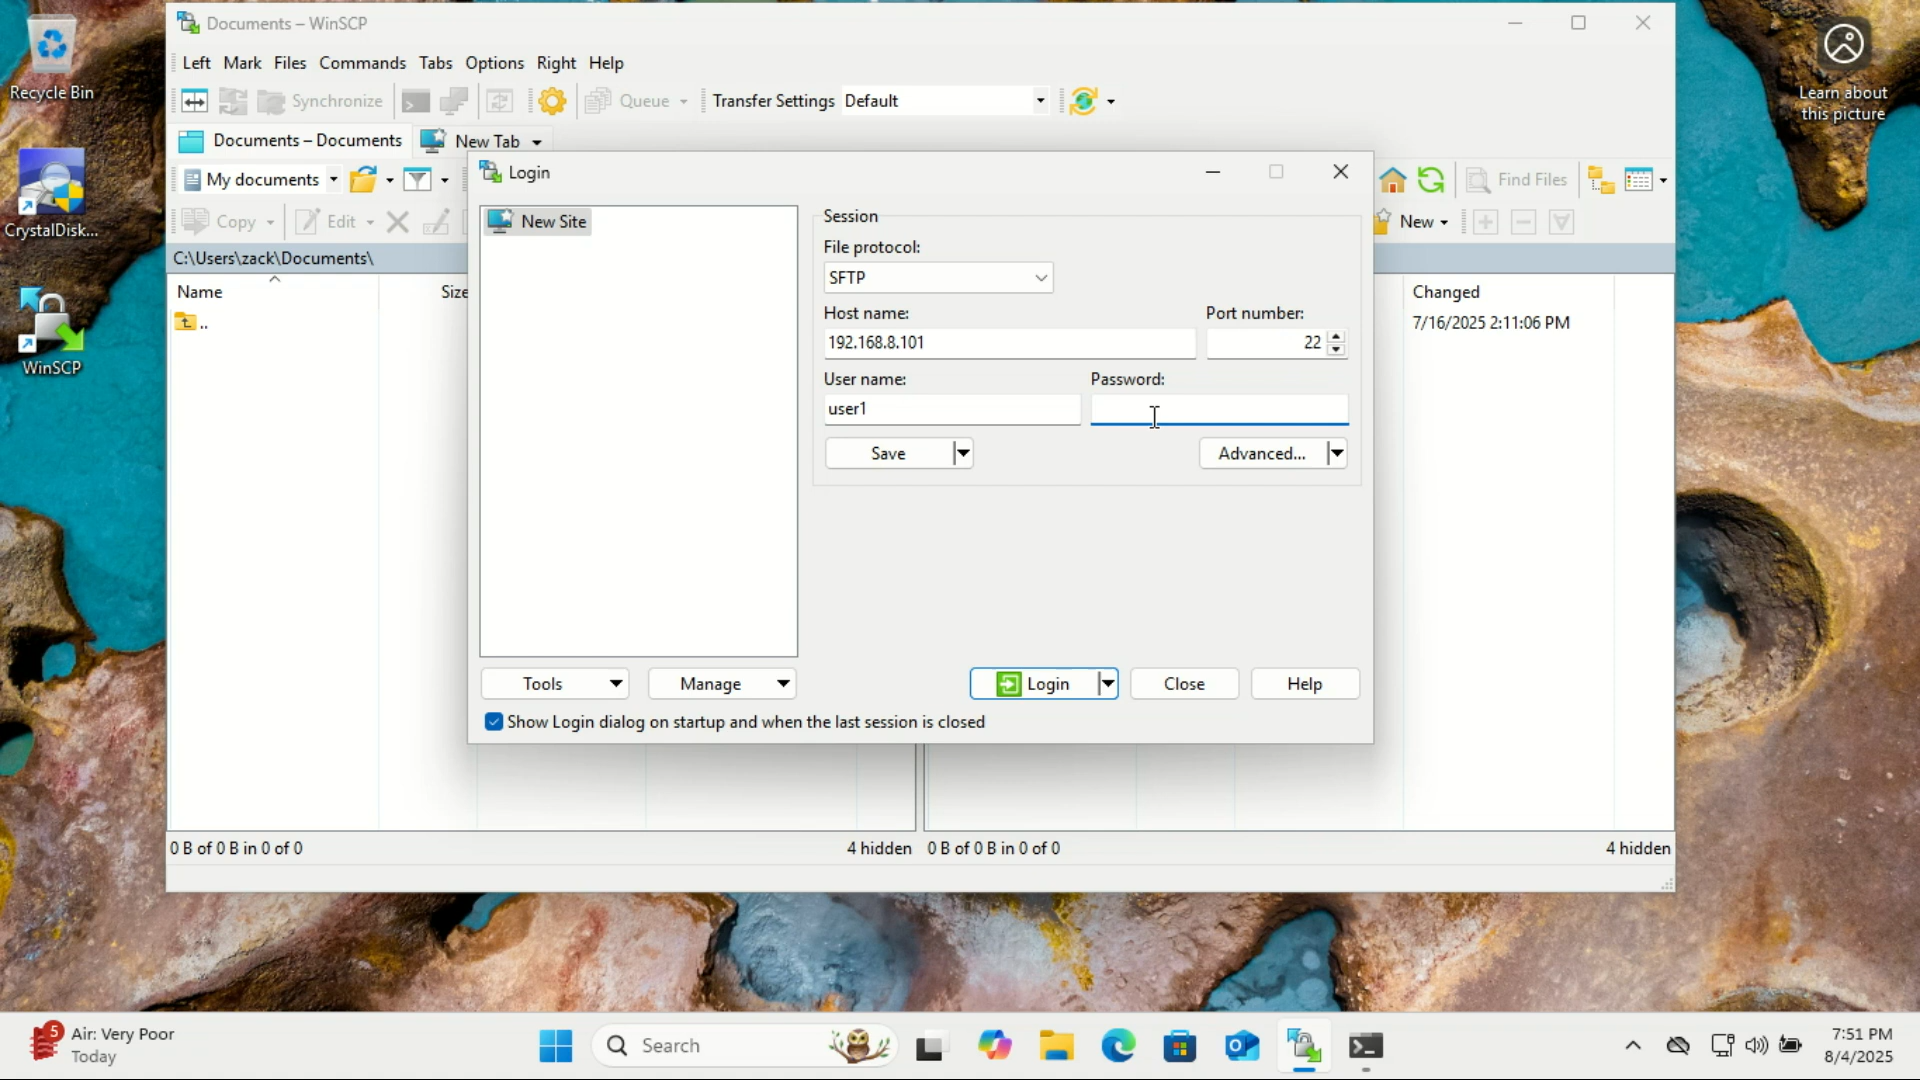 Documents – WinSCP
Left Mark Files Commands Tabs Options Right Help
Synchronize Queue Transfer Settings Default
Documents – Documents New Tab
My documents Find Files
Copy Edit New
C:\Users\zack\Documents\
Name Size Changed
.. 7/16/2025 2:11:06 PM
Login
New Site
Session
File protocol:
SFTP
Host name: Port number:
192.168.8.101 22
User name: Password:
user1
Save Advanced...
Tools Manage Login Close Help
Show Login dialog on startup and when the last session is closed
0 B of 0 B in 0 of 0 4 hidden 0 B of 0 B in 0 of 0 4 hidden
Recycle Bin
CrystalDisk...
WinSCP
Learn about
this picture
5
Air: Very Poor
Today
Search
7:51 PM
8/4/2025